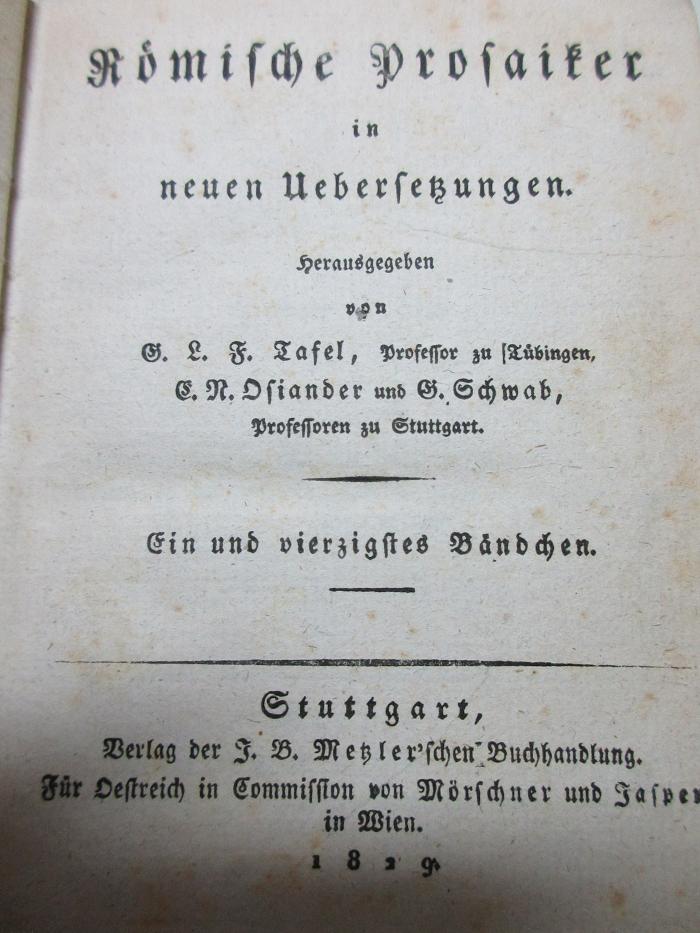 Römische Prosaiker
in
neuen Uebersetzungen.
Herausgegeben
von
G. L. F. Tafel, Professor zu Tübingen,
C. N. Osiander und G. Schwab,
Professoren zu Stuttgart.
Ein und vierzigstes Bändchen.
Stuttgart,
Verlag der J. B. Metzler'schen Buchhandlung.
Für Oestreich in Commission von Mörschner und Jasper
in Wien.
1829